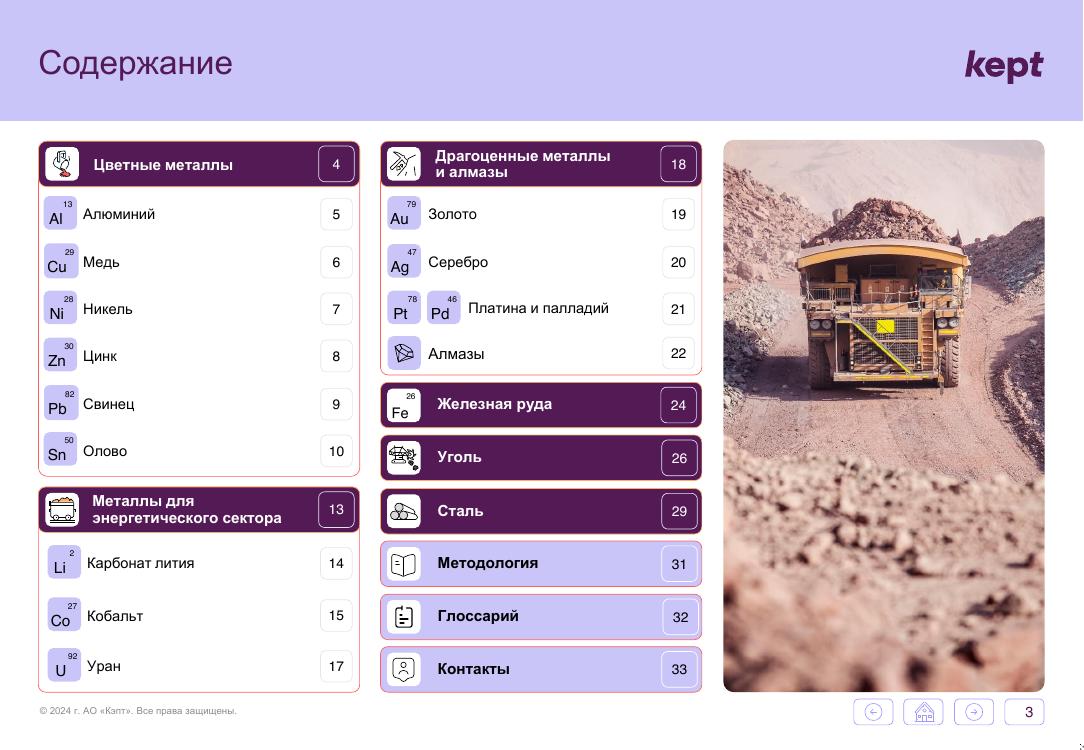 Содержание
kept
Цветные металлы 4
13
Al Алюминий 5
29
Cu Медь 6
28
Ni Никель 7
30
Zn Цинк 8
82
Pb Свинец 9
50
Sn Олово 10
Металлы для
энергетического сектора 13
2
Li Карбонат лития 14
27
Co Кобальт 15
92
U Уран 17
Драгоценные металлы
и алмазы 18
79
Au Золото 19
47
Ag Серебро 20
78 46
Pt Pd Платина и палладий 21
Алмазы 22
26
Fe Железная руда 24
Уголь 26
Сталь 29
Методология 31
Глоссарий 32
Контакты 33
© 2024 г. АО «Кэпт». Все права защищены.
3